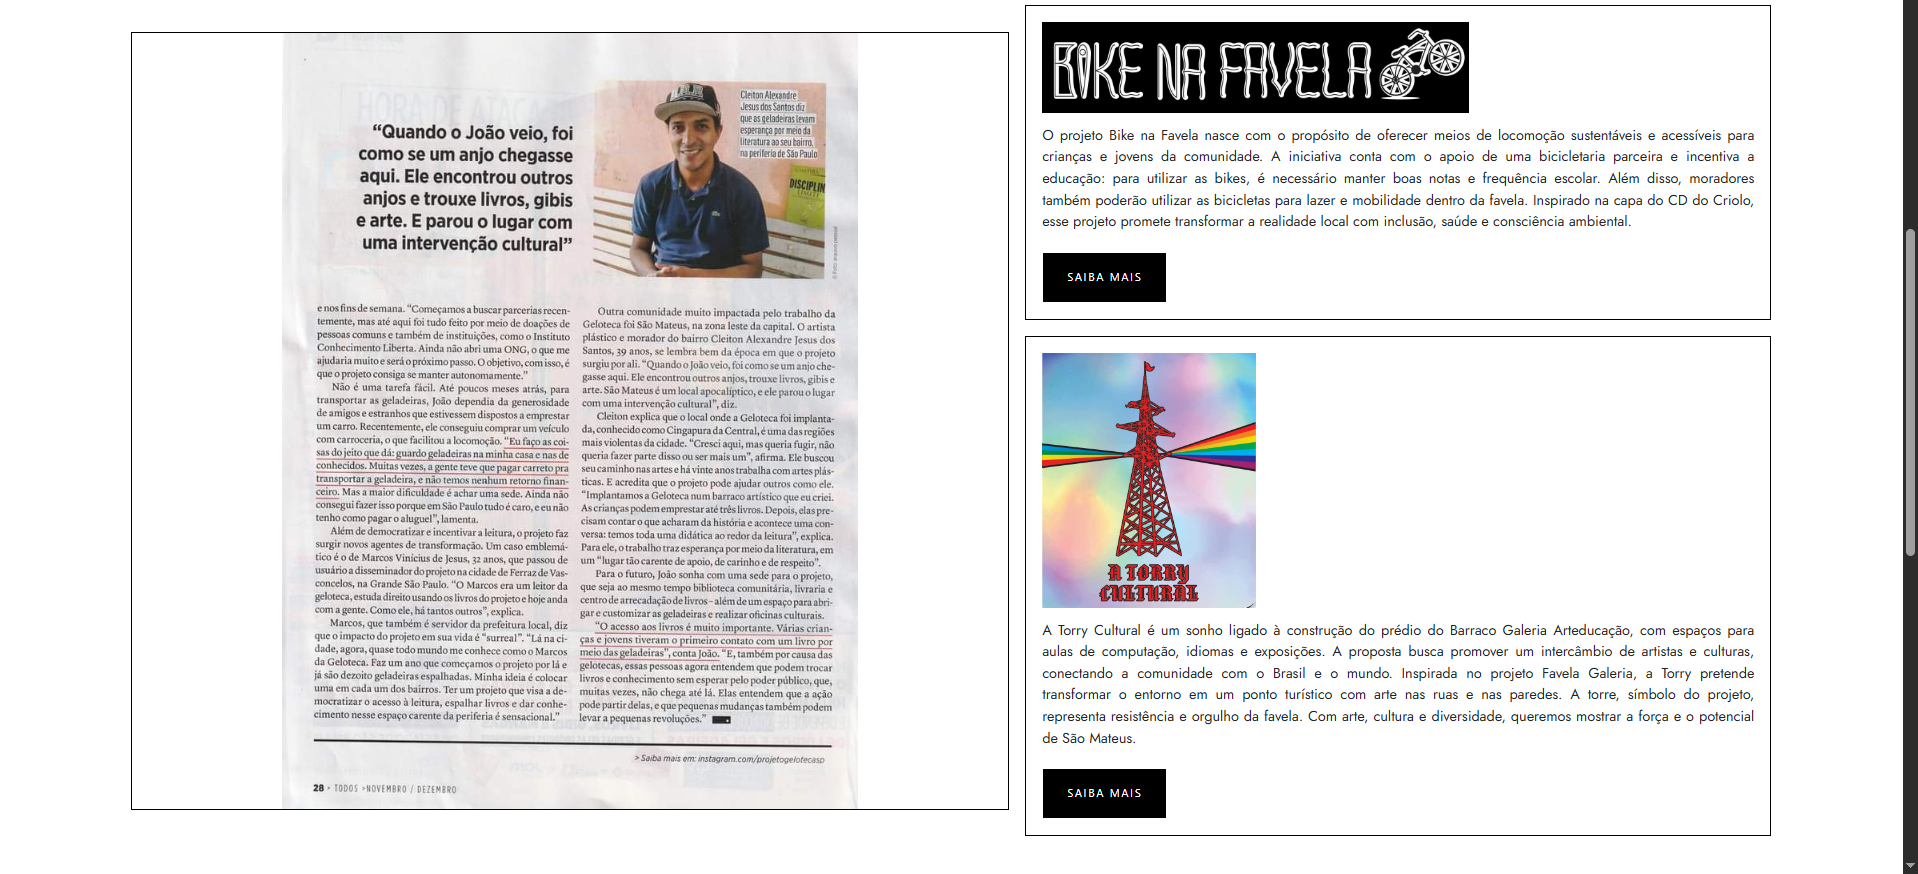 “Quando o João veio, foi
como se um anjo chegasse
aqui. Ele encontrou outros
anjos e trouxe livros, gibis
e arte. E parou o lugar com
uma intervenção cultural”
Cleiton Alexandre
Jesus dos Santos diz
que as geladeiras levam
esperança por meio da
literatura ao seu bairro,
na periferia de São Paulo
DISCIPLIN
e nos fins de semana. “Começamos a buscar parcerias recen-
temente, mas até aqui foi tudo feito por meio de doações de
pessoas comuns e também de instituições, como o Instituto
Conhecimento Liberta. Ainda não abri uma ONG, o que me
ajudaria muito e será o próximo passo. O objetivo, com isso, é
que o projeto consiga se manter autonomamente.”
Não é uma tarefa fácil. Até poucos meses atrás, para
transportar as geladeiras, João dependia da generosidade
de amigos e estranhos que estivessem dispostos a emprestar
um carro. Recentemente, ele conseguiu comprar um veículo
com carroceria, o que facilitou a locomoção. “Eu faço as coi-
sas do jeito que dá: guardo geladeiras na minha casa e nas de
conhecidos. Muitas vezes, a gente teve que pagar carreto pra
transportar a geladeira, e não temos nenhum retorno finan-
ceiro. Mas a maior dificuldade é achar uma sede. Ainda não
consegui fazer isso porque em São Paulo tudo é caro, e eu não
tenho como pagar o aluguel”, lamenta.
Além de democratizar e incentivar a leitura, o projeto faz
surgir novos agentes de transformação. Um caso emblemá-
tico é o de Marcos Vinícius de Jesus, 32 anos, que passou de
usuário a disseminador do projeto na cidade de Ferraz de Vas-
concelos, na Grande São Paulo. “O Marcos era um leitor da
geloteca, estuda direito usando os livros do projeto e hoje anda
com a gente. Como ele, há tantos outros”, explica.
Marcos, que também é servidor da prefeitura local, diz
que o impacto do projeto em sua vida é “surreal”. “Lá na ci-
dade, agora, quase todo mundo me conhece como o Marcos
da Geloteca. Faz um ano que começamos o projeto por lá e
já são dezoito geladeiras espalhadas. Minha ideia é colocar
uma em cada um dos bairros. Ter um projeto que visa a de-
mocratizar o acesso à leitura, espalhar livros e dar conhe-
cimento nesse espaço carente da periferia é sensacional.”
Outra comunidade muito impactada pelo trabalho da
Geloteca foi São Mateus, na zona leste da capital. O artista
plástico e morador do bairro Cleiton Alexandre Jesus dos
Santos, 39 anos, se lembra bem da época em que o projeto
surgiu por ali. “Quando o João veio, foi como se um anjo che-
gasse aqui. Ele encontrou outros anjos, trouxe livros, gibis e
arte. São Mateus é um local apocalíptico, e ele parou o lugar
com uma intervenção cultural”, diz.
Cleiton explica que o local onde a Geloteca foi implanta-
da, conhecido como Cingapura da Central, é uma das regiões
mais violentas da cidade. “Cresci aqui, mas queria fugir, não
queria fazer parte disso ou ser mais um”, afirma. Ele buscou
seu caminho nas artes e há vinte anos trabalha com artes plás-
ticas. E acredita que o projeto pode ajudar outros como ele.
“Implantamos a Geloteca num barraco artístico que eu criei.
As crianças podem emprestar até três livros. Depois, elas pre-
cisam contar o que acharam da história e acontece uma con-
versa: temos toda uma didática ao redor da leitura”, explica.
Para ele, o trabalho traz esperança por meio da literatura, em
um “lugar tão carente de apoio, de carinho e de respeito”.
Para o futuro, João sonha com uma sede para o projeto,
que seja ao mesmo tempo biblioteca comunitária, livraria e
centro de arrecadação de livros – além de um espaço para abri-
gar e customizar as geladeiras e realizar oficinas culturais.
“O acesso aos livros é muito importante. Várias crian-
ças e jovens tiveram o primeiro contato com um livro por
meio das geladeiras”, conta João. “E, também por causa das
gelotecas, essas pessoas agora entendem que podem trocar
livros e conhecimento sem esperar pelo poder público, que,
muitas vezes, não chega até lá. Elas entendem que a ação
pode partir delas, e que pequenas mudanças também podem
levar a pequenas revoluções.”
> Saiba mais em: instagram.com/projetogelotecasp
28 > TODOS >NOVEMBRO / DEZEMBRO
BIKE NA FAVELA
O projeto Bike na Favela nasce com o propósito de oferecer meios de locomoção sustentáveis e acessíveis para
crianças e jovens da comunidade. A iniciativa conta com o apoio de uma bicicletaria parceira e incentiva a
educação: para utilizar as bikes, é necessário manter boas notas e frequência escolar. Além disso, moradores
também poderão utilizar as bicicletas para lazer e mobilidade dentro da favela. Inspirado na capa do CD do Criolo,
esse projeto promete transformar a realidade local com inclusão, saúde e consciência ambiental.
SAIBA MAIS
A TORRY
CULTURAL
A Torry Cultural é um sonho ligado à construção do prédio do Barraco Galeria Arteducação, com espaços para
aulas de computação, idiomas e exposições. A proposta busca promover um intercâmbio de artistas e culturas,
conectando a comunidade com o Brasil e o mundo. Inspirada no projeto Favela Galeria, a Torry pretende
transformar o entorno em um ponto turístico com arte nas ruas e nas paredes. A torre, símbolo do projeto,
representa resistência e orgulho da favela. Com arte, cultura e diversidade, queremos mostrar a força e o potencial
de São Mateus.
SAIBA MAIS